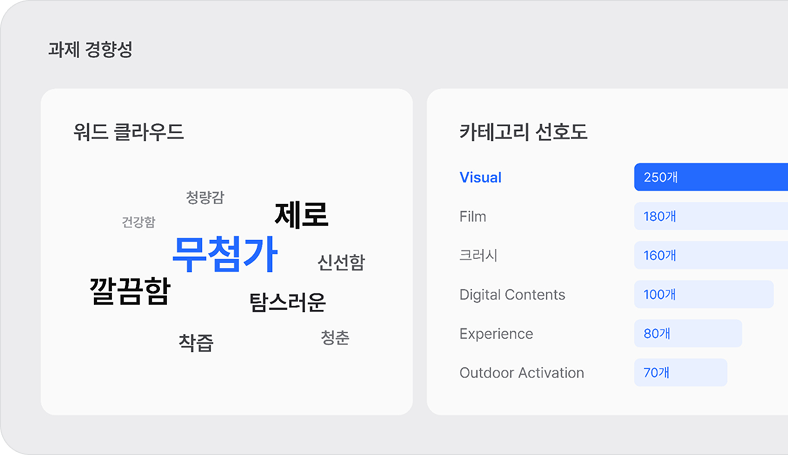 과제 경향성
워드 클라우드
청량감
건강함
제로
무첨가
신선함
깔끔함
탐스러운
착즙
청춘
카테고리 선호도
Visual 250개
Film 180개
크러시 160개
Digital Contents 100개
Experience 80개
Outdoor Activation 70개